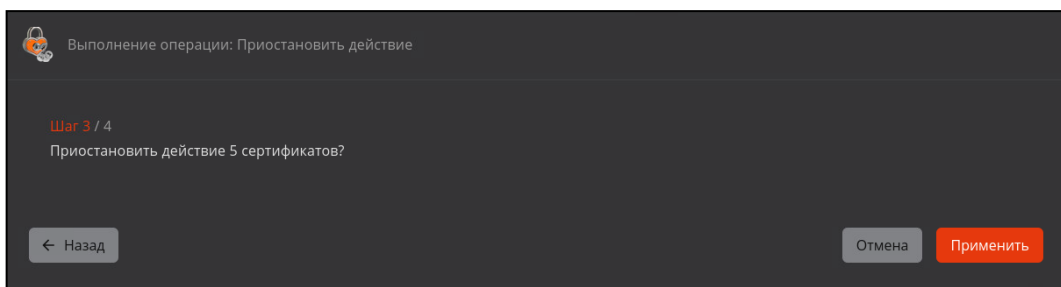 Выполнение операции: Приостановить действие
Шаг 3 / 4
Приостановить действие 5 сертификатов?
← Назад
Отмена
Применить